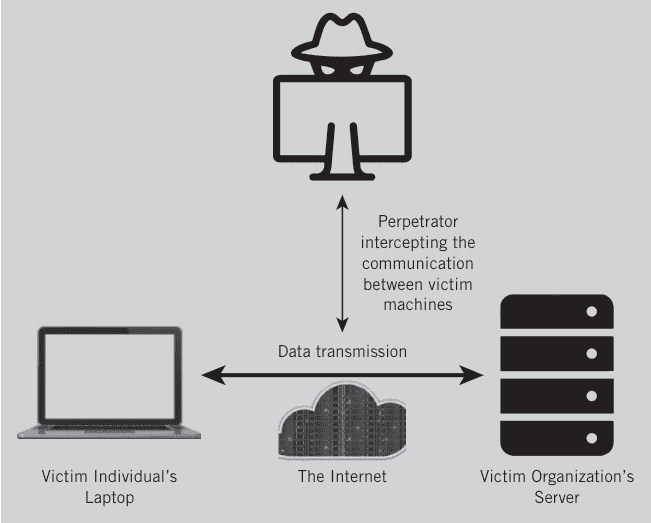 Perpetrator
intercepting the
communication
between victim
machines
Data transmission
Victim Individual's
Laptop
The Internet
Victim Organization's
Server